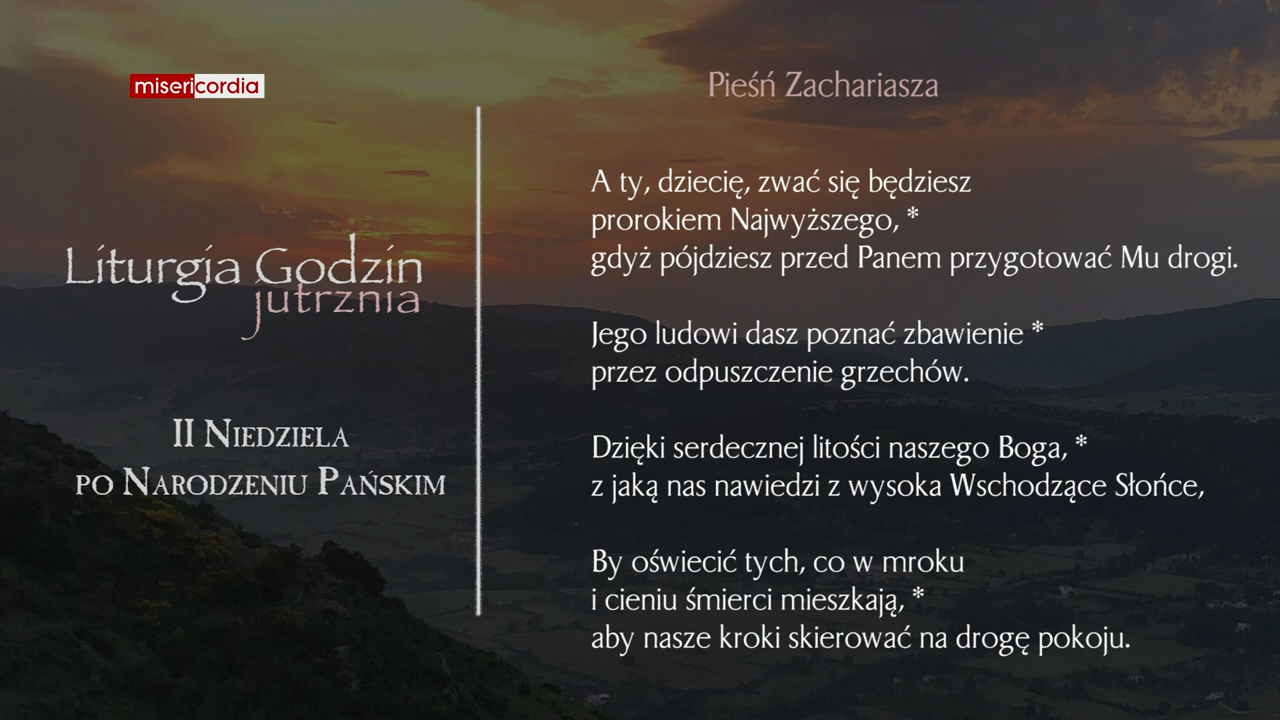 misericordia
Liturgia Godzin
jutrznia
II Niedziela
po Narodzeniu Pańskim
Pieśń Zachariasza
A ty, dziecię, zwać się będziesz
prorokiem Najwyższego, *
gdyż pójdziesz przed Panem przygotować Mu drogi.
Jego ludowi dasz poznać zbawienie *
przez odpuszczenie grzechów.
Dzięki serdecznej litości naszego Boga, *
z jaką nas nawiedzi z wysoka Wschodzące Słońce,
By oświecić tych, co w mroku
i cieniu śmierci mieszkają, *
aby nasze kroki skierować na drogę pokoju.